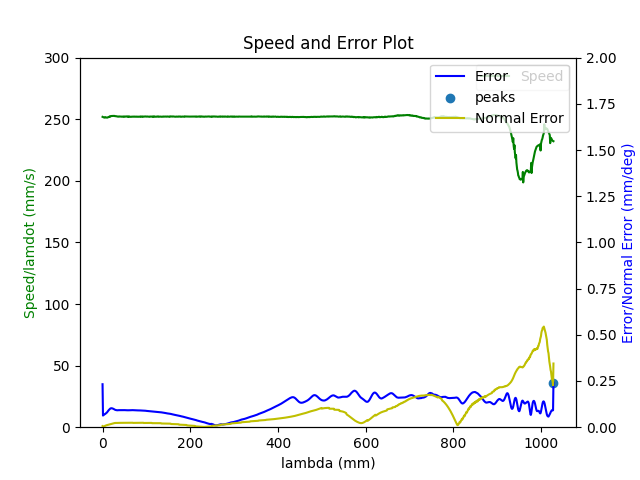 Speed and Error Plot
300
250
200
150
100
50
0
Speed/lamdot (mm/s)
2.00
1.75
1.50
1.25
1.00
0.75
0.50
0.25
0.00
Error/Normal Error (mm/deg)
Error
Speed
peaks
Normal Error
0
200
400
600
800
1000
lambda (mm)